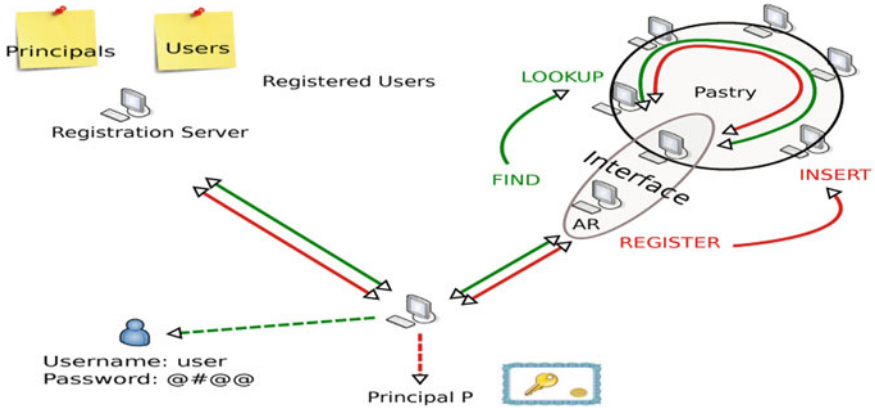 Principals
Users
Registered Users
Registration Server
LOOKUP
Pastry
FIND
Interface
INSERT
AR
REGISTER
Username: user
Password: @#@@
Principal P